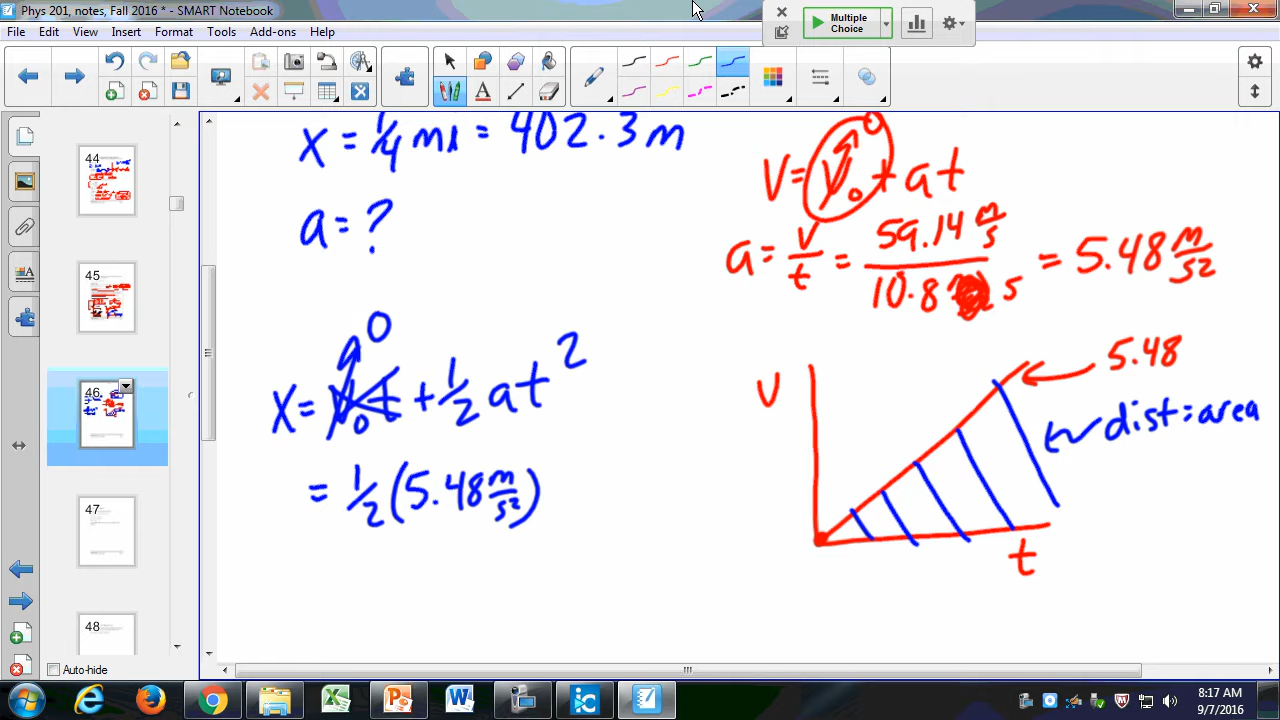 Phys 201, notes, Fall 2016 * - SMART Notebook
Multiple Choice
File Edit View Insert Format Tools Add-ons Help
44
45
46
47
48
Auto-hide
x = 1/4 mi = 402.3 m
a = ?
x = v₀t 0 + 1/2 at²
= 1/2 (5.48 m/s²)
v = v₀ 0 + at
a = v/t = 59.14 m/s / 10.8 s = 5.48 m/s²
5.48
v
dist = area
t
8:17 AM
9/7/2016